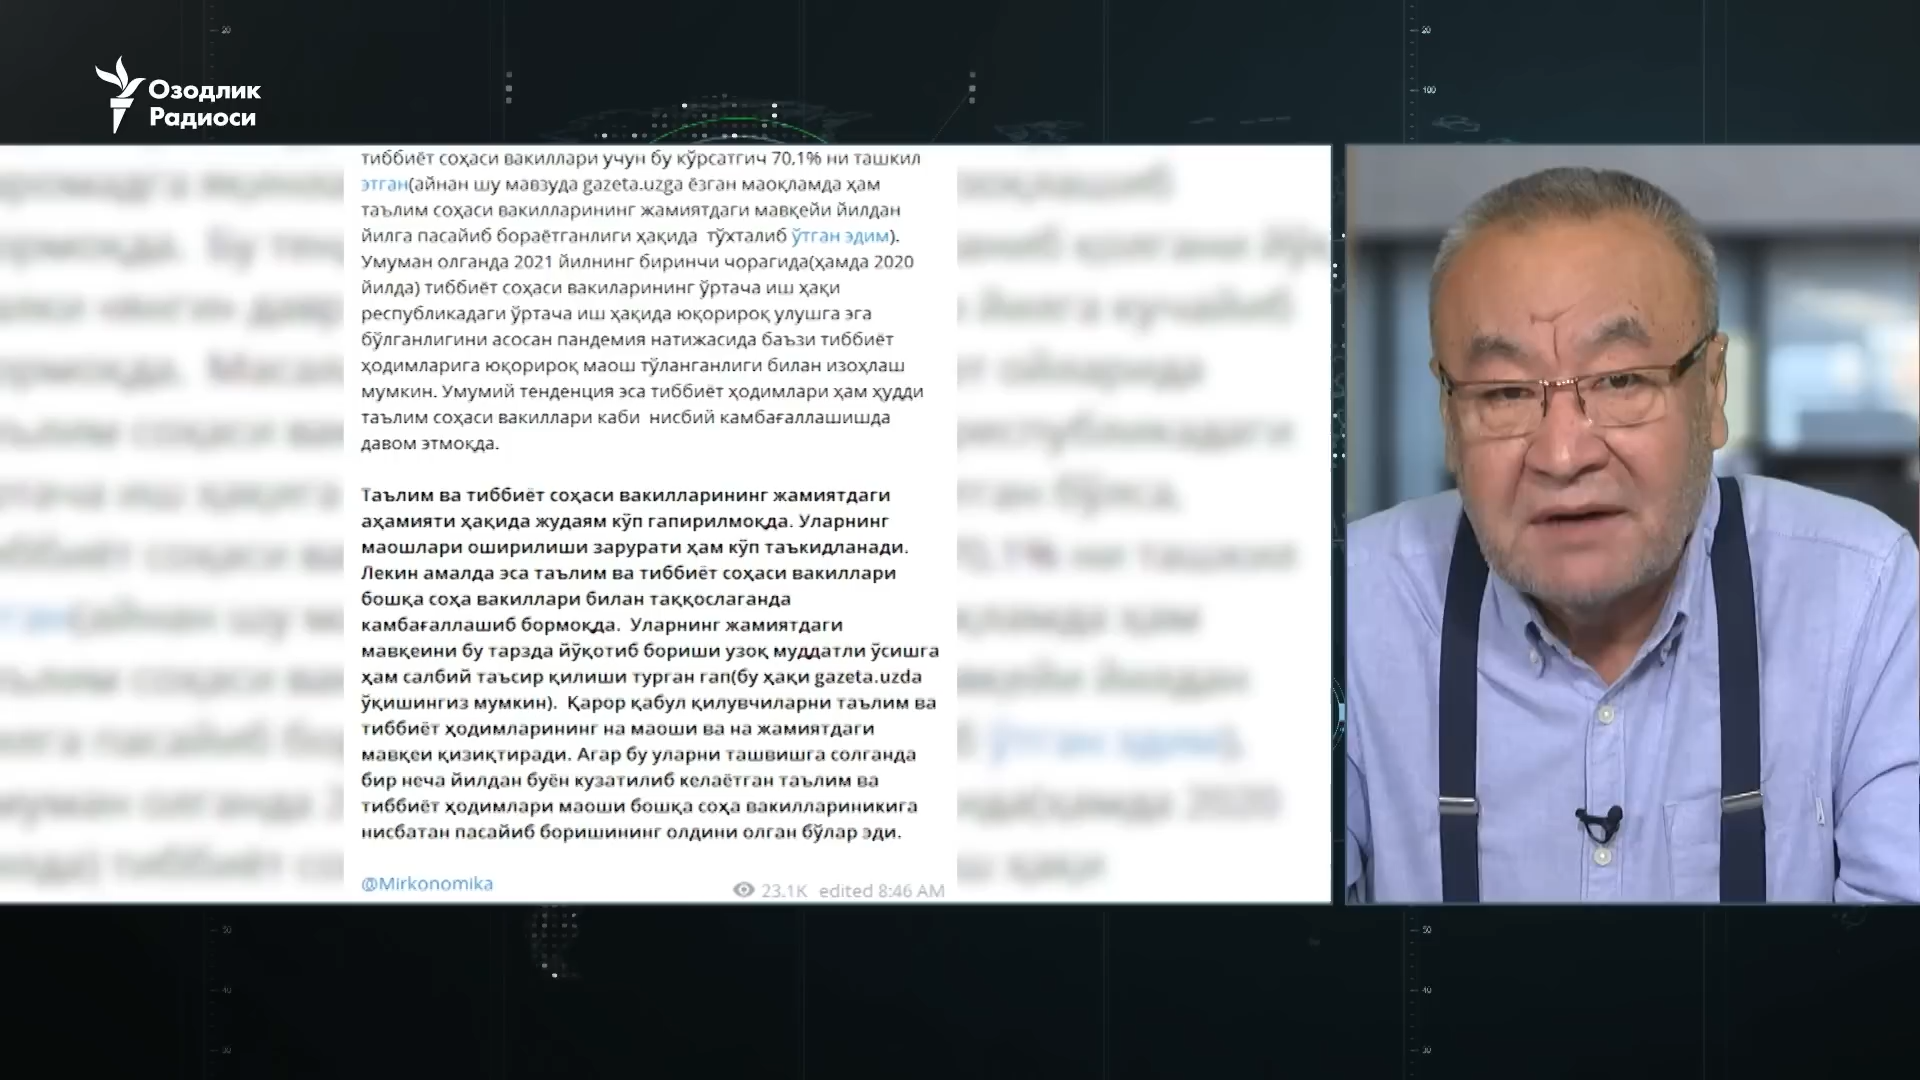 Озодлик
Радиоси
тиббиёт соҳаси вакиллари учун бу кўрсатгич 70.1% ни ташкил
этган(айнан шу мавзуда gazeta.uzga ёзган маоқламда ҳам
таълим соҳаси вакилларининг жамиятдаги мавқейи йилдан
йилга пасайиб бораётганлиги ҳақида тўхталиб ўтган эдим).
Умуман олганда 2021 йилнинг биринчи чорагида(ҳамда 2020
йилда) тиббиёт соҳаси вакиларининг ўртача иш ҳақи
республикадаги ўртача иш ҳақида юқорироқ улушга эга
бўлганлигини асосан пандемия натижасида баъзи тиббиёт
ҳодимларига юқорироқ маош тўланганлиги билан изоҳлаш
мумкин. Умумий тенденция эса тиббиёт ҳодимлари ҳам ҳудди
таълим соҳаси вакиллари каби нисбий камбағаллашишда
давом этмоқда.
Таълим ва тиббиёт соҳаси вакилларининг жамиятдаги
аҳамияти ҳақида жудаям кўп гапирилмоқда. Уларнинг
маошлари оширилиши зарурати ҳам кўп таъкидланади.
Лекин амалда эса таълим ва тиббиёт соҳаси вакиллари
бошқа соҳа вакиллари билан таққослаганда
камбағаллашиб бормоқда. Уларнинг жамиятдаги
мавқеини бу тарзда йўқотиб бориши узоқ муддатли ўсишга
ҳам салбий таъсир қилиши турган гап(бу ҳақи gazeta.uzda
ўқишингиз мумкин). Қарор қабул қилувчиларни таълим ва
тиббиёт ҳодимларининг на маоши ва на жамиятдаги
мавқеи қизиқтиради. Агар бу уларни ташвишга солганда
бир неча йилдан буён кузатилиб келаётган таълим ва
тиббиёт ҳодимлари маоши бошқа соҳа вакиллариникига
нисбатан пасайиб боришининг олдини олган бўлар эди.
@Mirkonomika
23.1K edited 8:46 AM